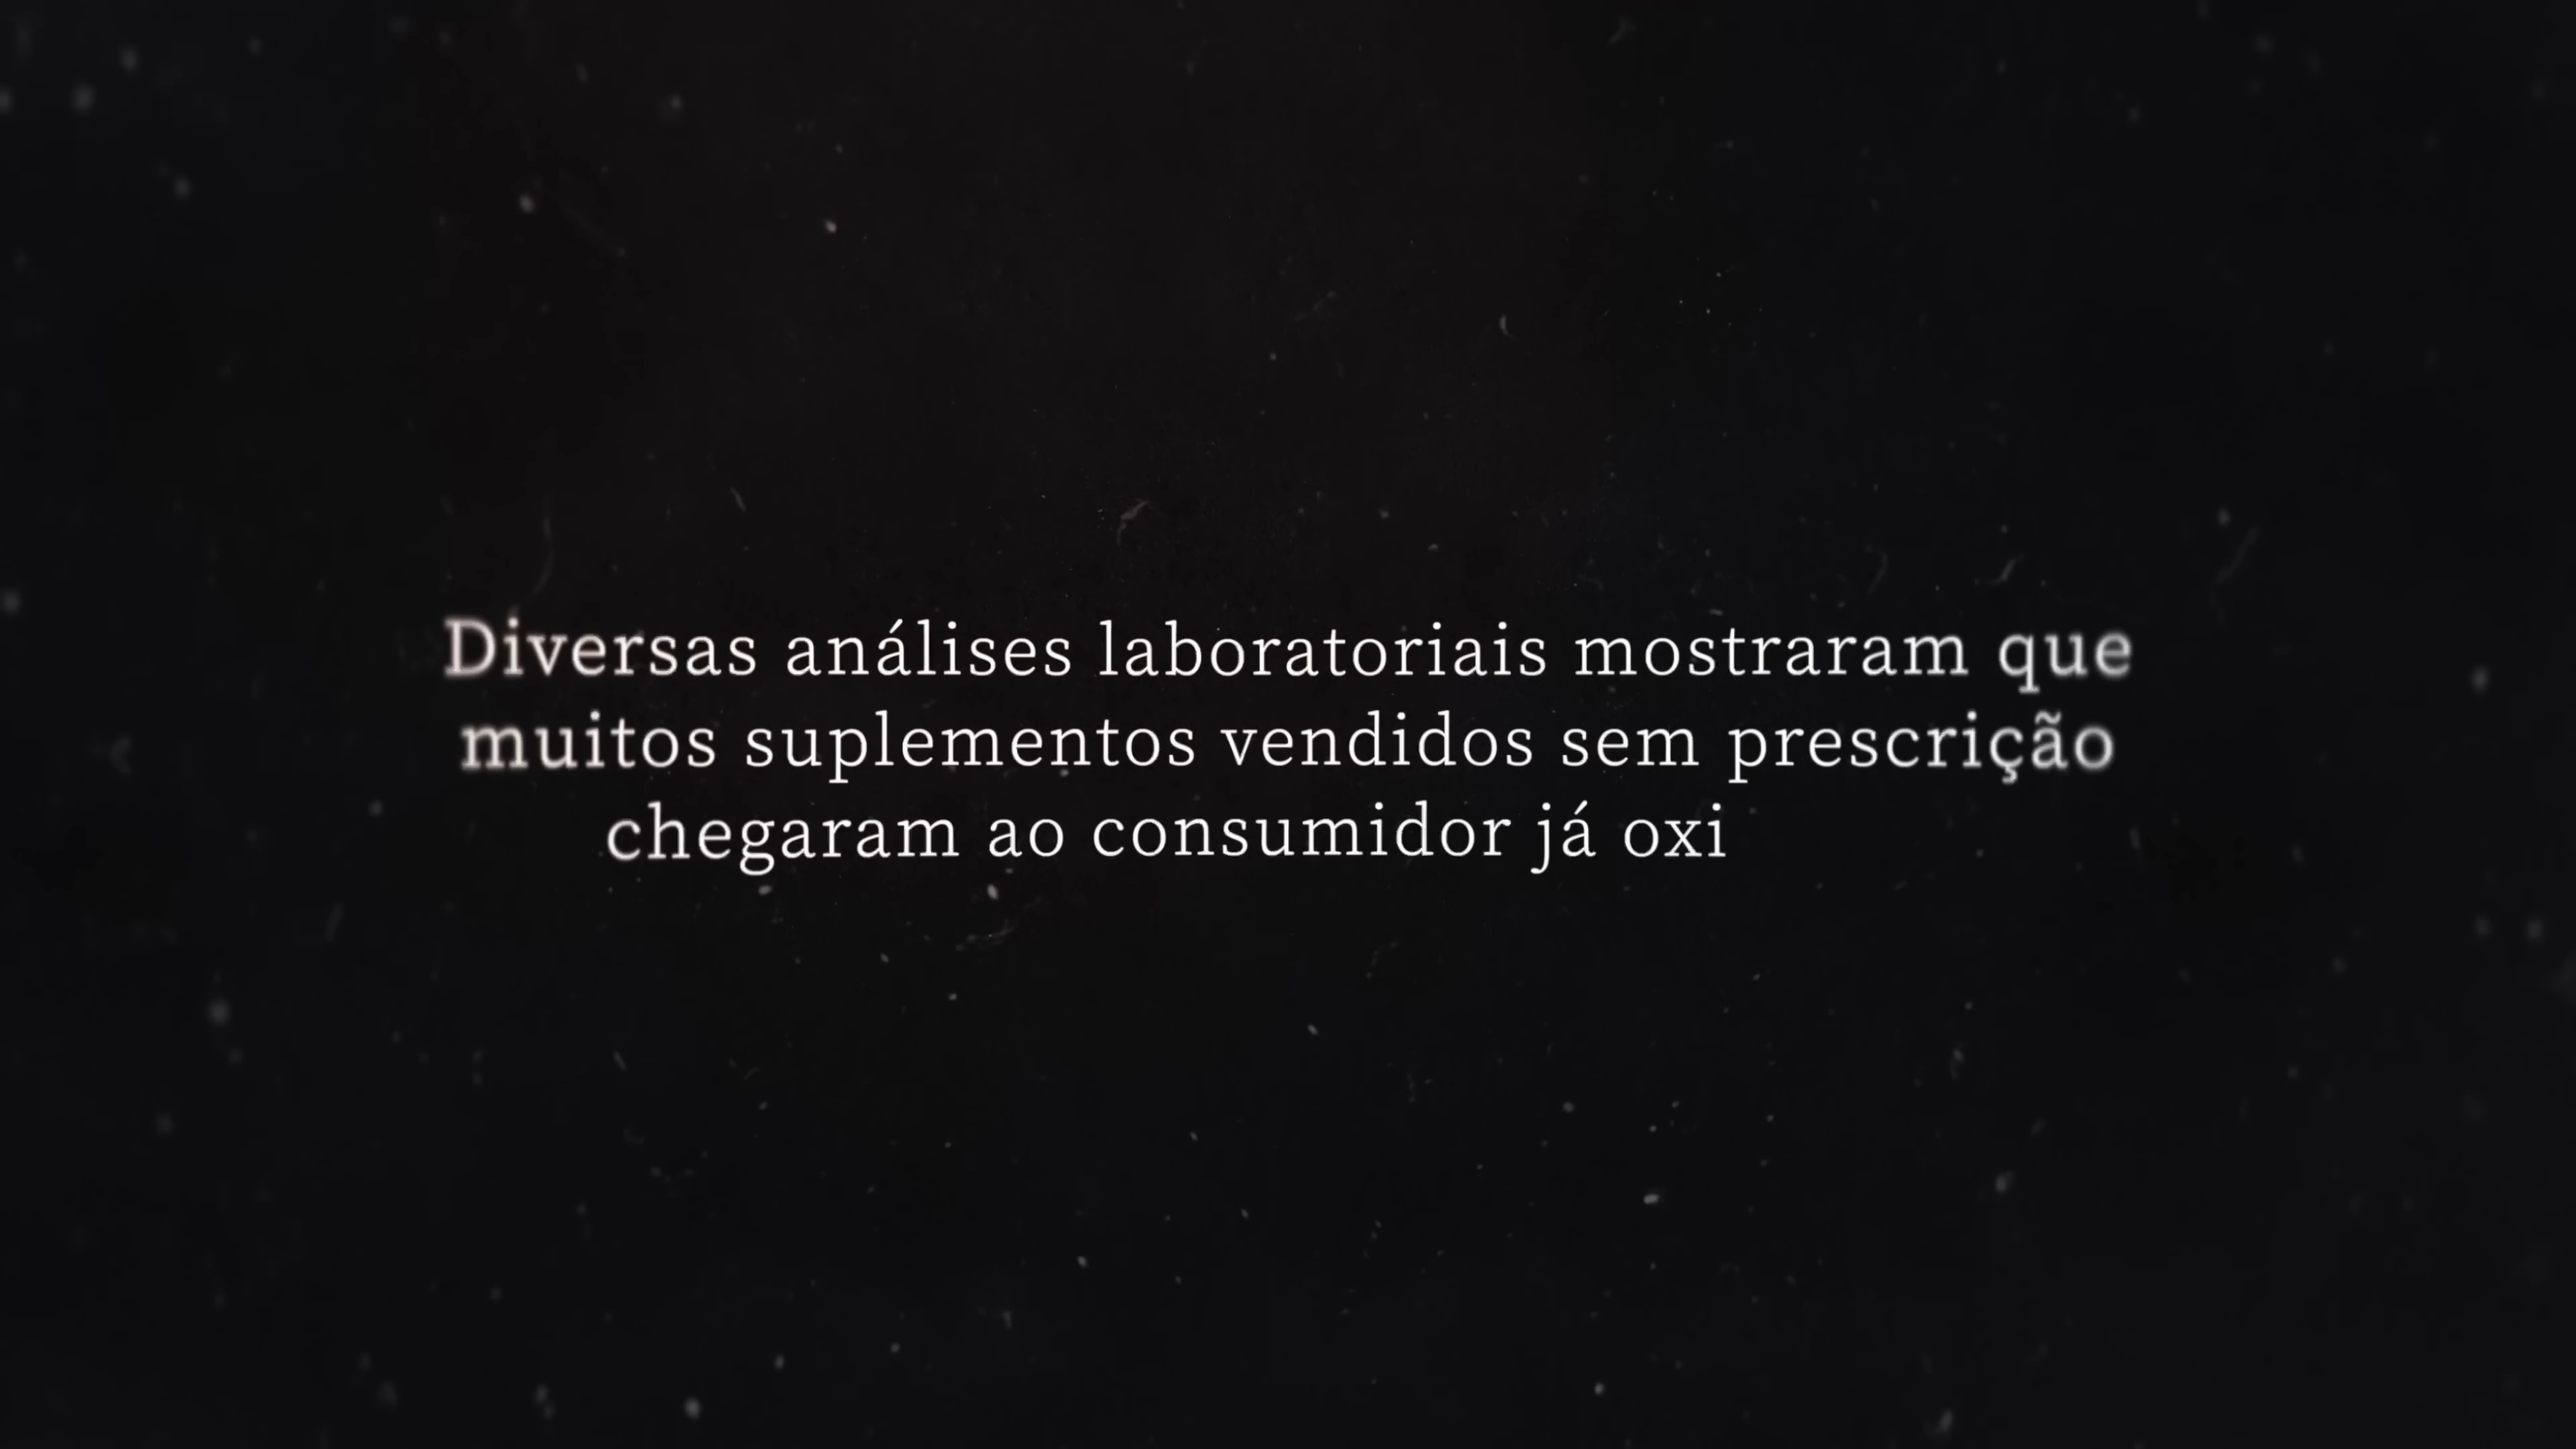 Diversas análises laboratoriais mostraram que
muitos suplementos vendidos sem prescrição
chegaram ao consumidor já oxi